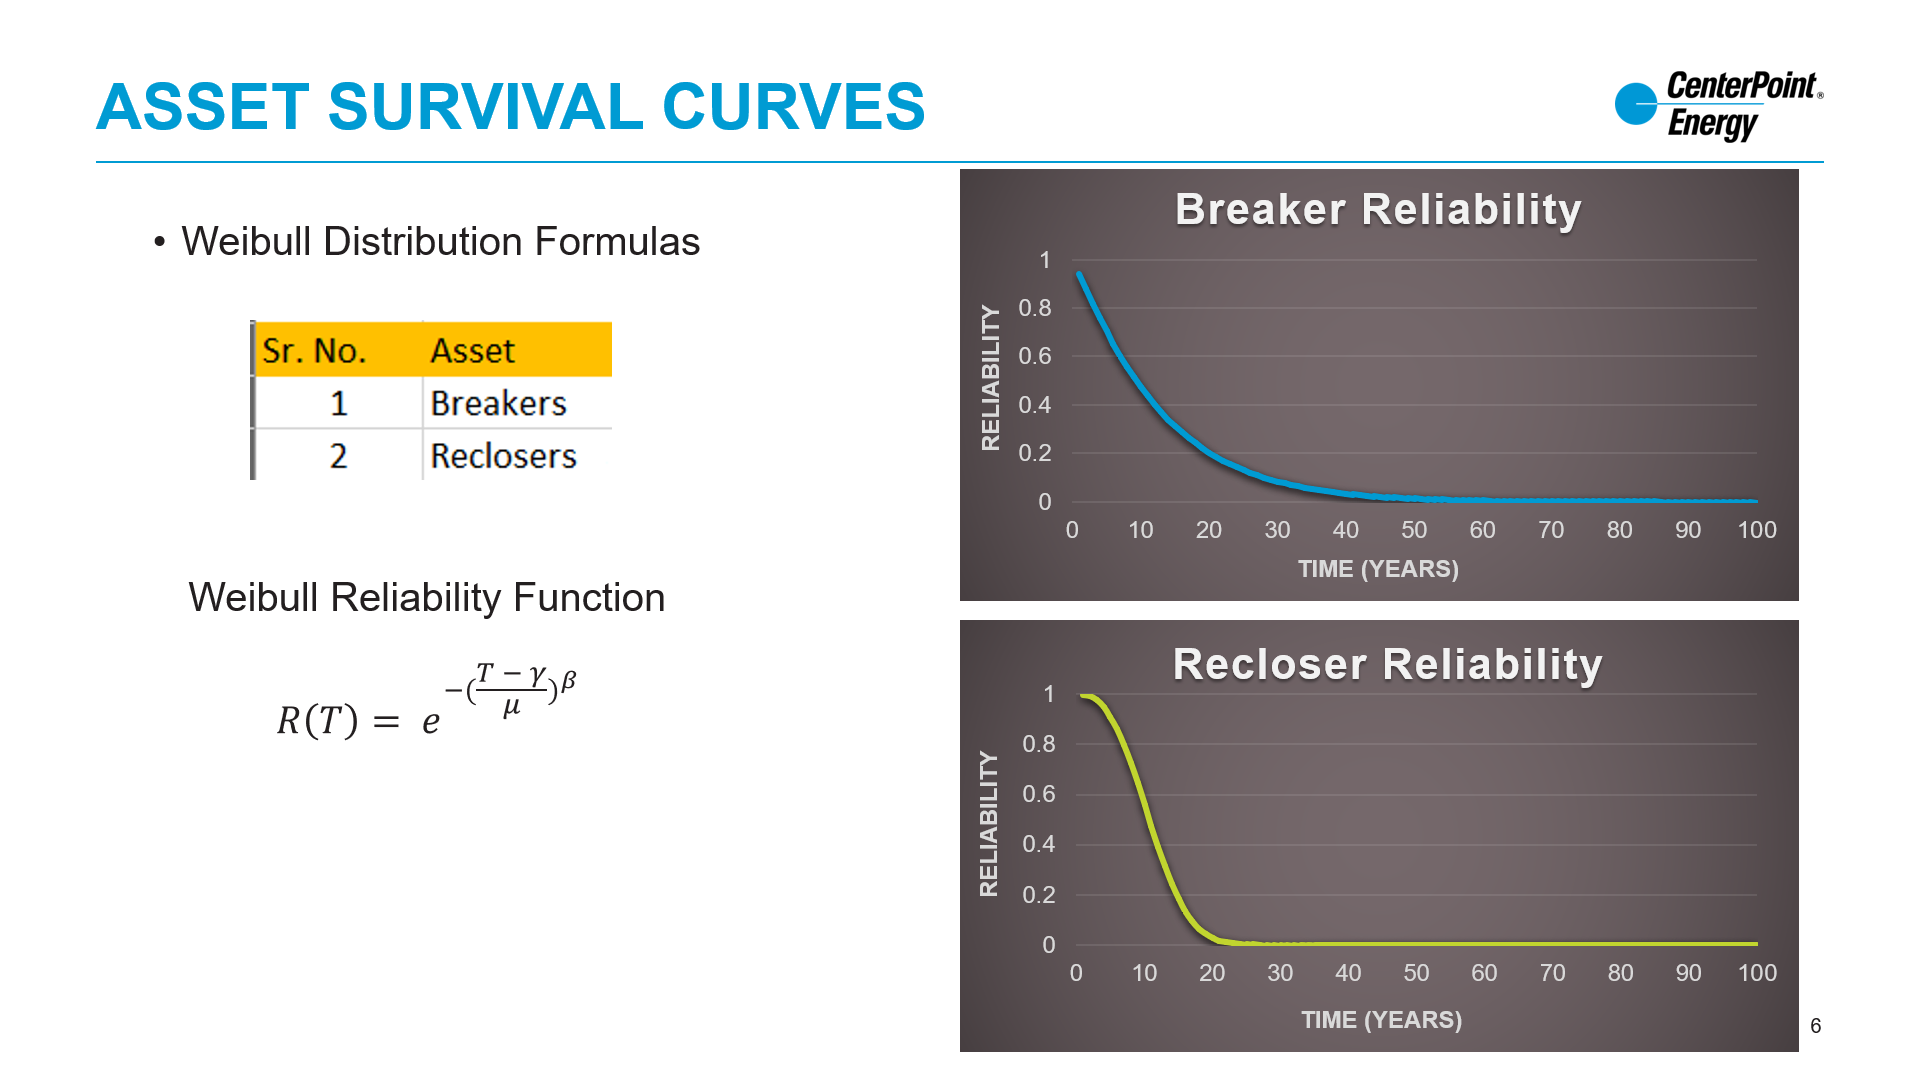 ASSET SURVIVAL CURVES
CenterPoint®
Energy
• Weibull Distribution Formulas
Sr. No. Asset
1 Breakers
2 Reclosers
Weibull Reliability Function
R(T) = e^{-(\frac{T-γ}{μ})^β}
Breaker Reliability
RELIABILITY
1
0.8
0.6
0.4
0.2
0
0 10 20 30 40 50 60 70 80 90 100
TIME (YEARS)
Recloser Reliability
RELIABILITY
1
0.8
0.6
0.4
0.2
0
0 10 20 30 40 50 60 70 80 90 100
TIME (YEARS)
6